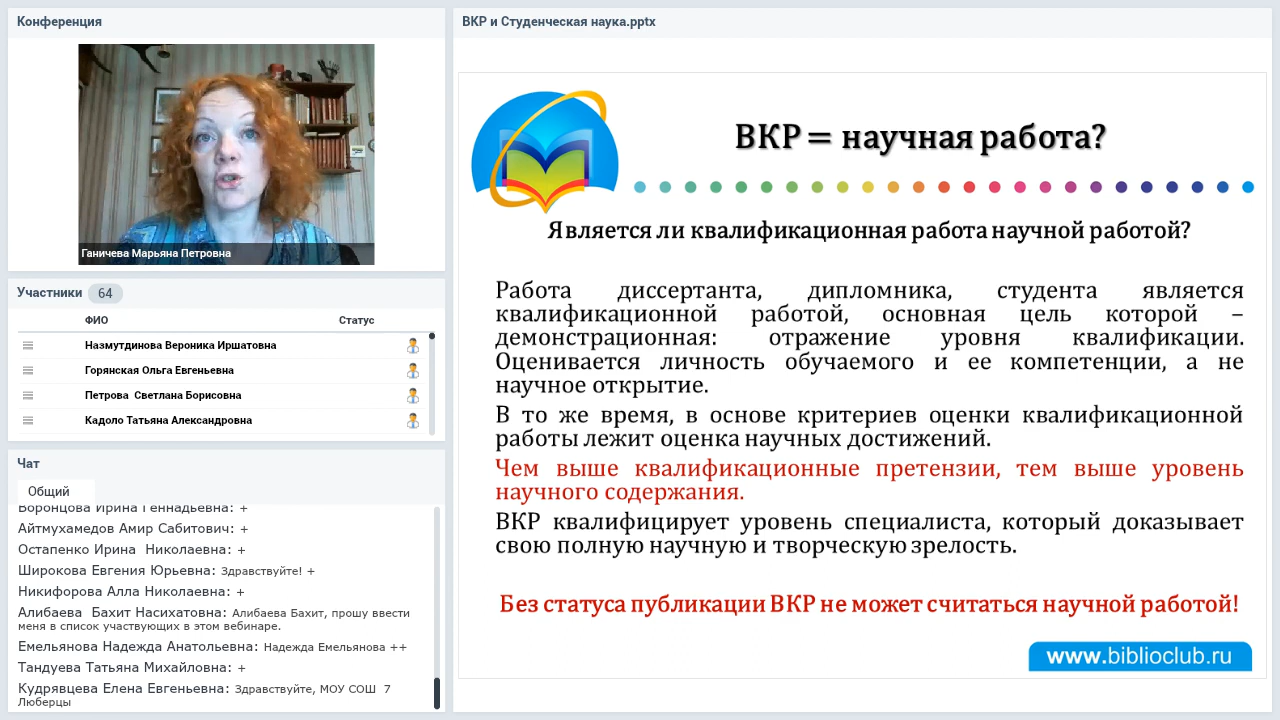 Конференция
Ганичева Марьяна Петровна
Участники 64
ФИО Статус
Назмутдинова Вероника Иршатовна
Горянская Ольга Евгеньевна
Петрова Светлана Борисовна
Кадоло Татьяна Александровна
Чат
Общий
Воронцова Ирина Геннадьевна: +
Айтмухамедов Амир Сабитович: +
Остапенко Ирина Николаевна: +
Широкова Евгения Юрьевна: Здравствуйте! +
Никифорова Алла Николаевна: +
Алибаева Бахит Насихатовна: Алибаева Бахит, прошу ввести
меня в список участвующих в этом вебинаре.
Емельянова Надежда Анатольевна: Надежда Емельянова ++
Тандуева Татьяна Михайловна: +
Кудрявцева Елена Евгеньевна: Здравствуйте, МОУ СОШ 7
Люберцы
ВКР и Студенческая наука.pptx
ВКР = научная работа?
Является ли квалификационная работа научной работой?
Работа диссертанта, дипломника, студента является
квалификационной работой, основная цель которой –
демонстрационная: отражение уровня квалификации.
Оценивается личность обучаемого и ее компетенции, а не
научное открытие.
В то же время, в основе критериев оценки квалификационной
работы лежит оценка научных достижений.
Чем выше квалификационные претензии, тем выше уровень
научного содержания.
ВКР квалифицирует уровень специалиста, который доказывает
свою полную научную и творческую зрелость.
Без статуса публикации ВКР не может считаться научной работой!
www.biblioclub.ru